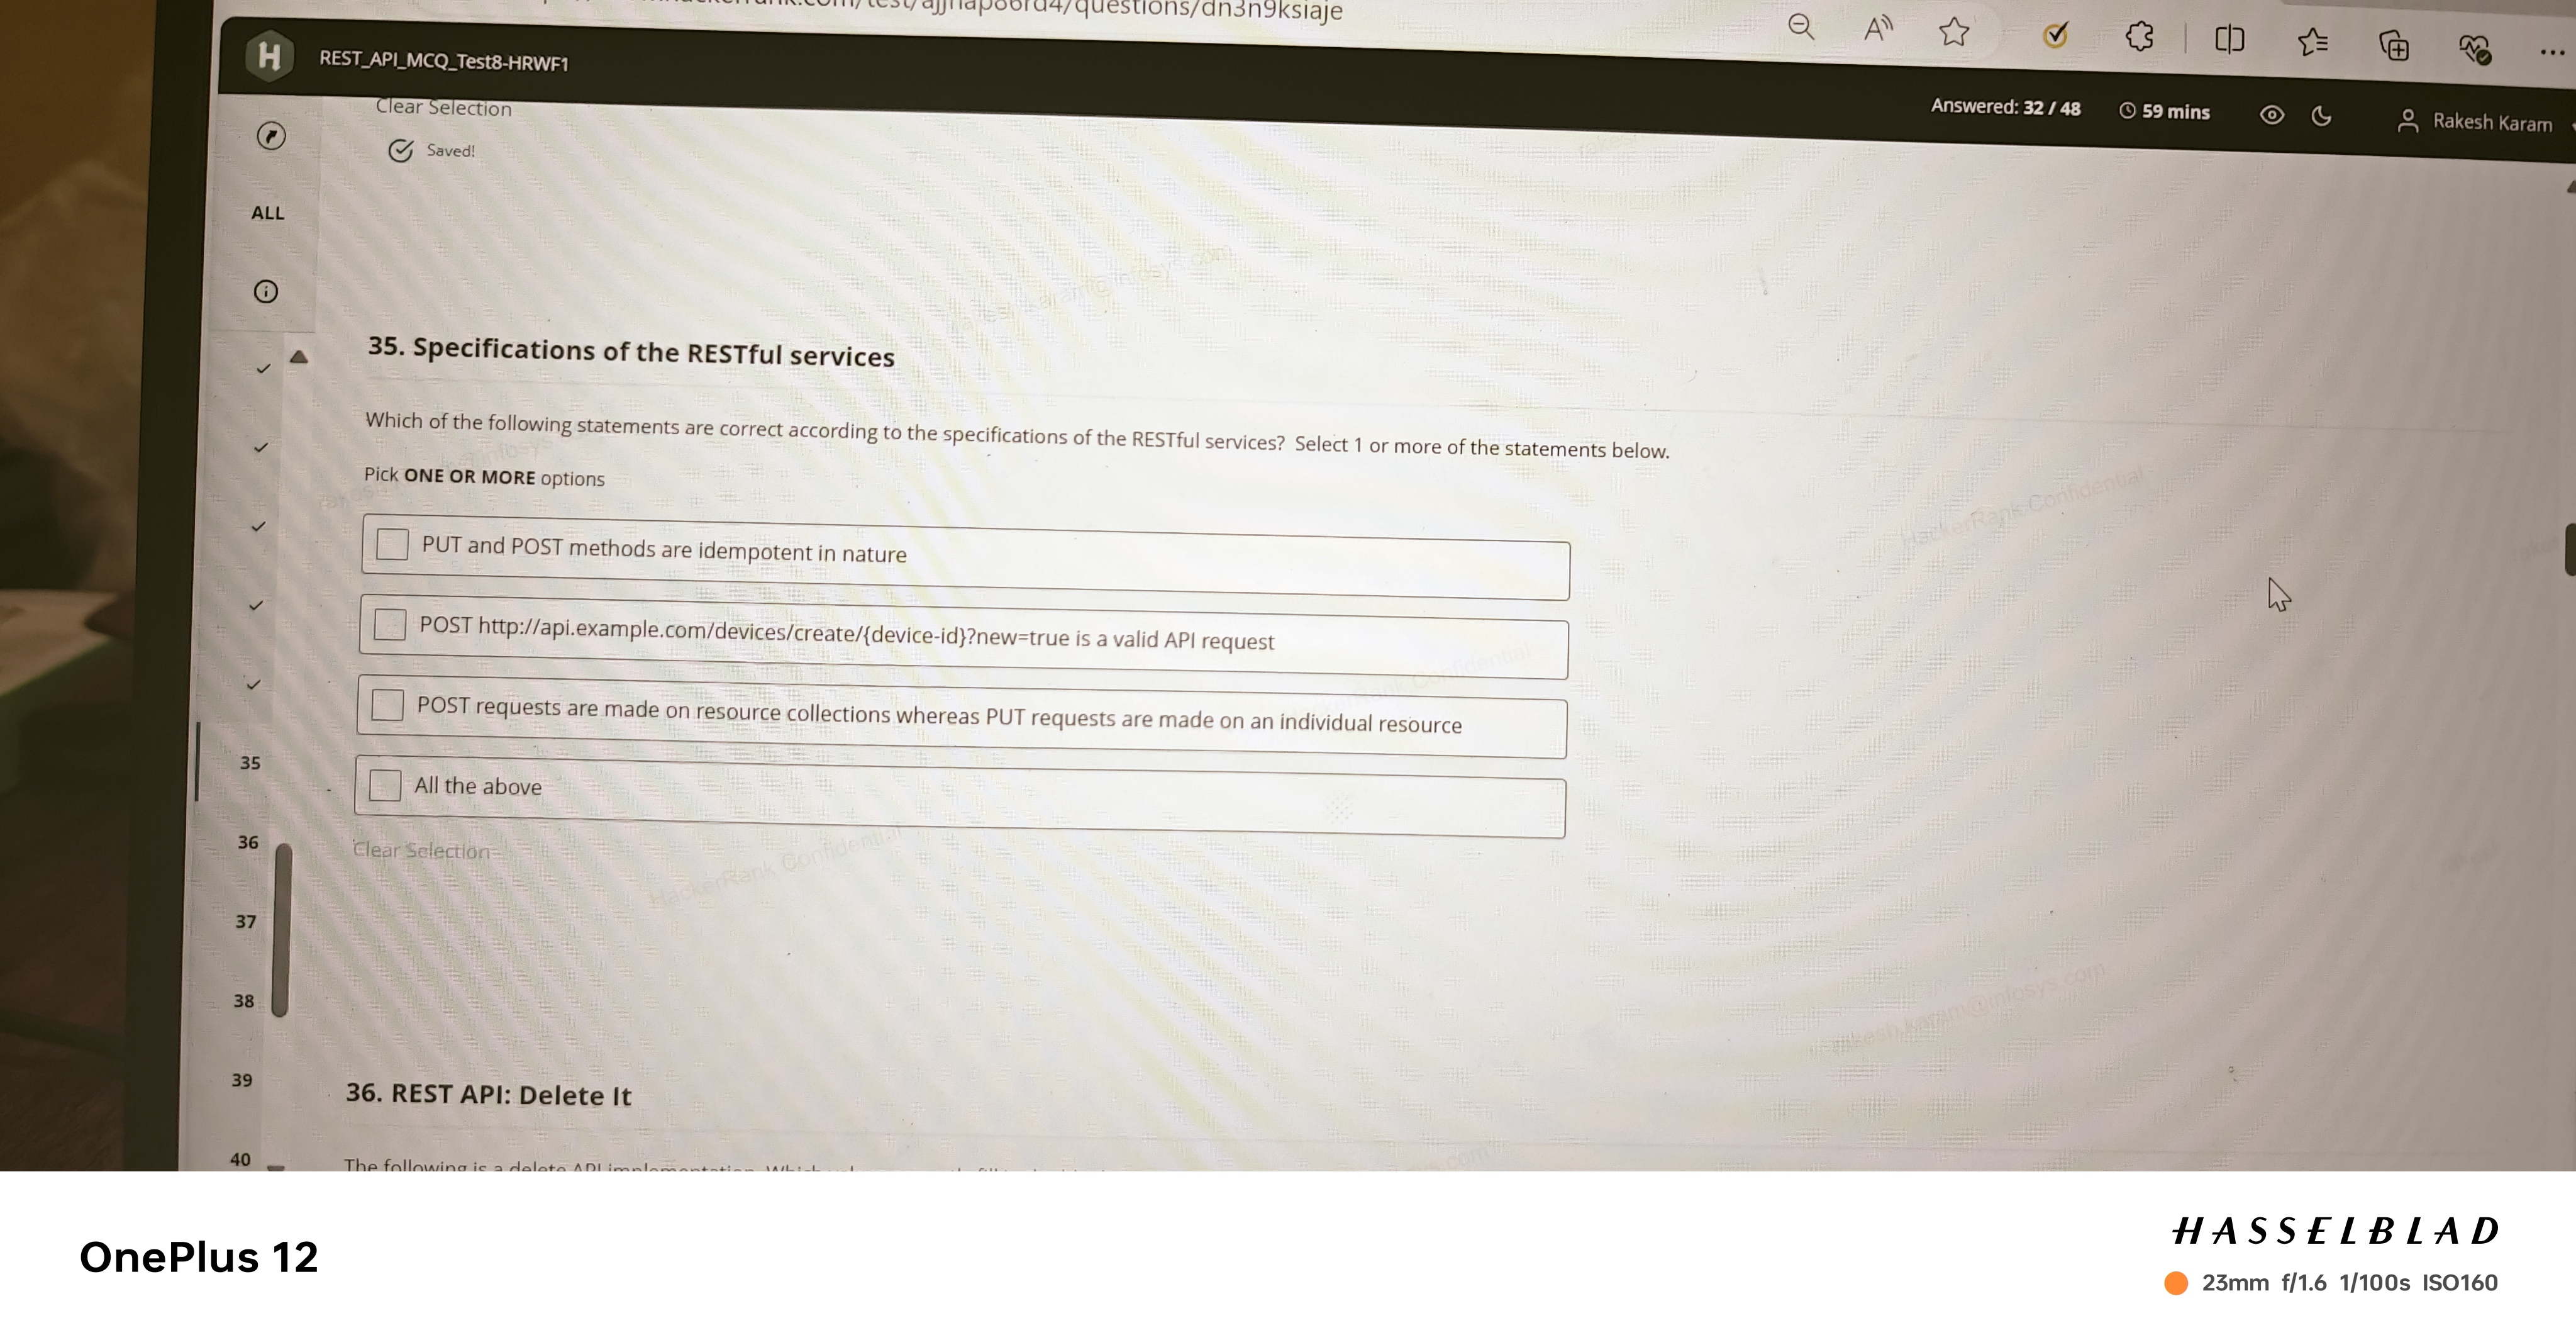 /questions/dn3n9ksiaje
REST_API_MCQ_Test8-HRWF1
Answered: 32 / 48
59 mins
Rakesh Karam
Clear Selection
Saved!
ALL
rakesh.karam@infosys.com
35. Specifications of the RESTful services
Which of the following statements are correct according to the specifications of the RESTful services? Select 1 or more of the statements below.
Pick ONE OR MORE options
HackerRank Confidential
PUT and POST methods are idempotent in nature
POST http://api.example.com/devices/create/{device-id}?new=true is a valid API request
POST requests are made on resource collections whereas PUT requests are made on an individual resource
All the above
Clear Selection
HackerRank Confidential
35
36
37
38
39
40
rakesh.karam@infosys.com
36. REST API: Delete It
The following is a delete API implementation.
OnePlus 12
HASSELBLAD
23mm f/1.6 1/100s ISO160